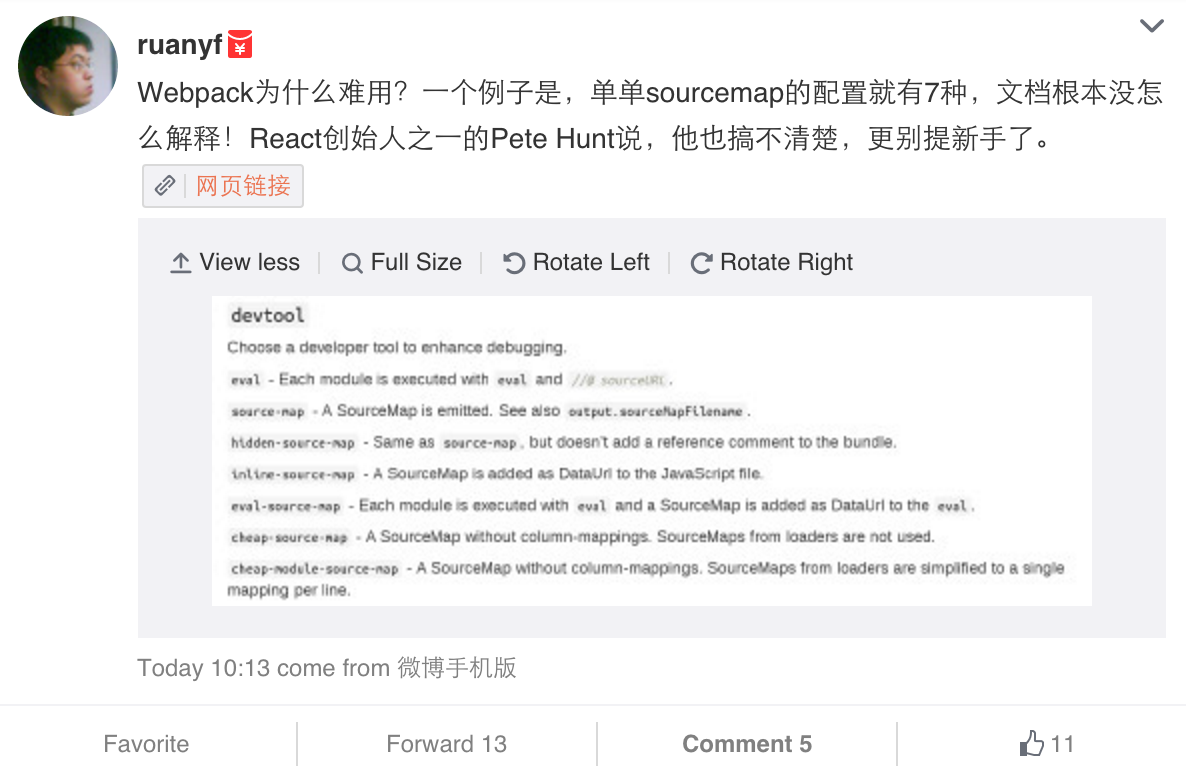 ruanyf
Webpack为什么难用？一个例子是，单单sourcemap的配置就有7种，文档根本没怎
么解释！React创始人之一的Pete Hunt说，他也搞不清楚，更别提新手了。
网页链接
View less Full Size Rotate Left Rotate Right
devtool
Choose a developer tool to enhance debugging.
eval - Each module is executed with eval and //@ sourceURL.
source-map - A SourceMap is emitted. See also output.sourceMapFilename.
hidden-source-map - Same as source-map, but doesn't add a reference comment to the bundle.
inline-source-map - A SourceMap is added as DataUrl to the JavaScript file.
eval-source-map - Each module is executed with eval and a SourceMap is added as DataUrl to the eval.
cheap-source-map - A SourceMap without column-mappings. SourceMaps from loaders are not used.
cheap-module-source-map - A SourceMap without column-mappings. SourceMaps from loaders are simplified to a single
mapping per line.
Today 10:13 come from 微博手机版
Favorite Forward 13 Comment 5 11